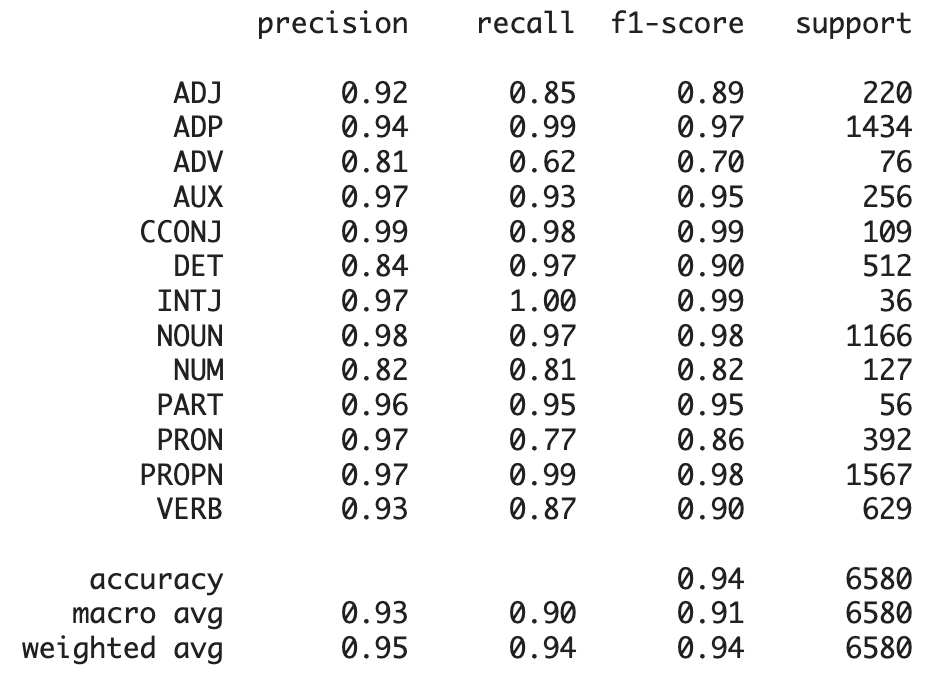 precision recall f1-score support
ADJ 0.92 0.85 0.89 220
ADP 0.94 0.99 0.97 1434
ADV 0.81 0.62 0.70 76
AUX 0.97 0.93 0.95 256
CCONJ 0.99 0.98 0.99 109
DET 0.84 0.97 0.90 512
INTJ 0.97 1.00 0.99 36
NOUN 0.98 0.97 0.98 1166
NUM 0.82 0.81 0.82 127
PART 0.96 0.95 0.95 56
PRON 0.97 0.77 0.86 392
PROPN 0.97 0.99 0.98 1567
VERB 0.93 0.87 0.90 629
accuracy 0.94 6580
macro avg 0.93 0.90 0.91 6580
weighted avg 0.95 0.94 0.94 6580